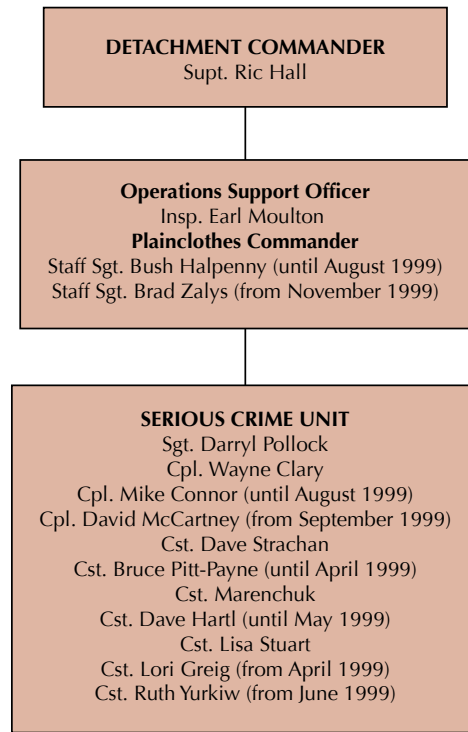 DETACHMENT COMMANDER
Supt. Ric Hall
Operations Support Officer
Insp. Earl Moulton
Plainclothes Commander
Staff Sgt. Bush Halpenny (until August 1999)
Staff Sgt. Brad Zalys (from November 1999)
SERIOUS CRIME UNIT
Sgt. Darryl Pollock
Cpl. Wayne Clary
Cpl. Mike Connor (until August 1999)
Cpl. David McCartney (from September 1999)
Cst. Dave Strachan
Cst. Bruce Pitt-Payne (until April 1999)
Cst. Marenchuk
Cst. Dave Hartl (until May 1999)
Cst. Lisa Stuart
Cst. Lori Greig (from April 1999)
Cst. Ruth Yurkiw (from June 1999)